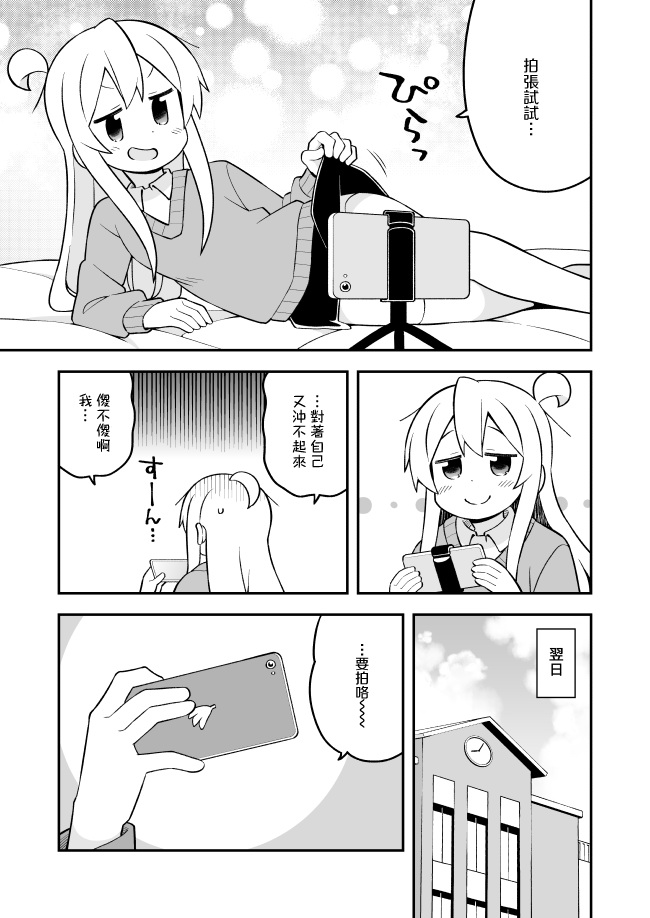 拍張試試…
ぴらっ
…對著自己
又沖不起來
傻不傻啊
我…
すーん…
翌日
…要拍咯~~~